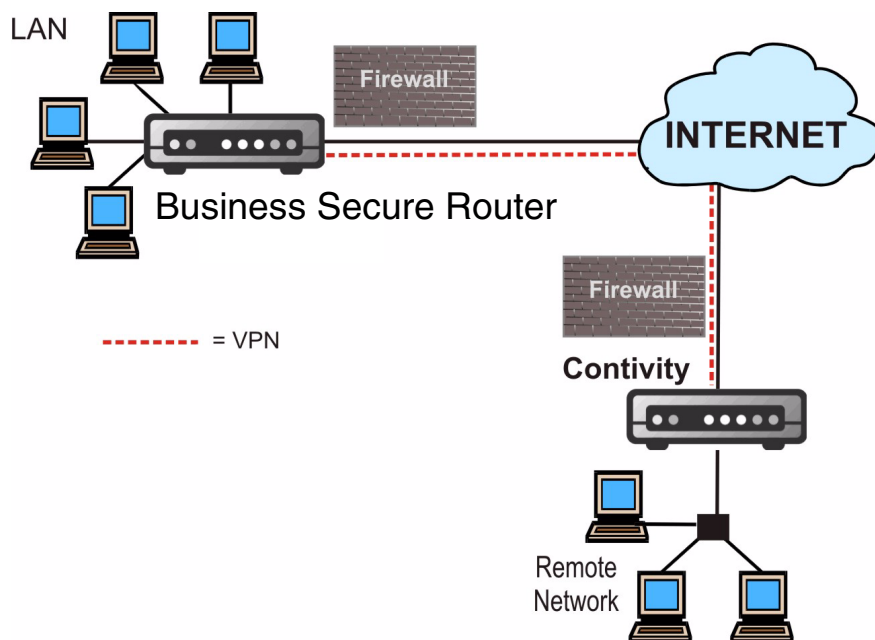 LAN
Firewall
INTERNET
Business Secure Router
Firewall
= VPN
Contivity
Remote
Network